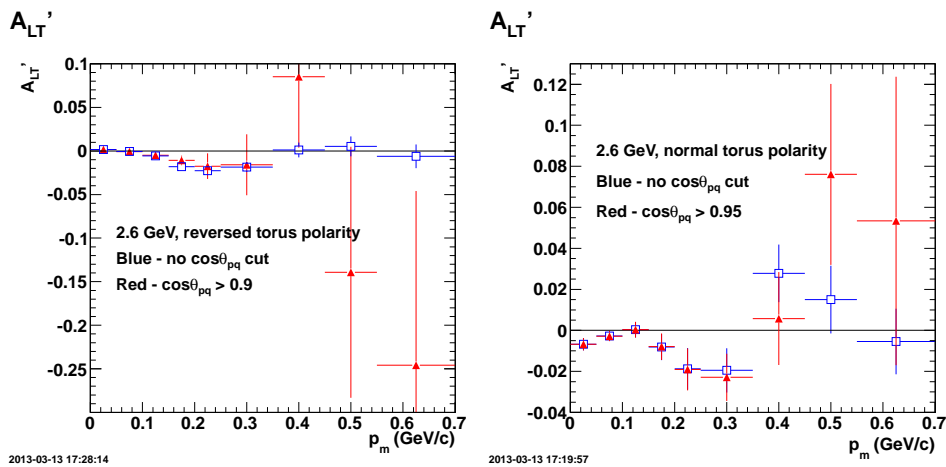 A_LT'
A_LT'
0.1
0.05
0
-0.05
-0.1
-0.15
-0.2
-0.25
A_LT'
2.6 GeV, reversed torus polarity
Blue - no cosθ_pq cut
Red - cosθ_pq > 0.9
0 0.1 0.2 0.3 0.4 0.5 0.6 0.7
p_m (GeV/c)
2013-03-13 17:28:14
0.12
0.1
0.08
0.06
0.04
0.02
0
-0.02
-0.04
A_LT'
2.6 GeV, normal torus polarity
Blue - no cosθ_pq cut
Red - cosθ_pq > 0.95
0 0.1 0.2 0.3 0.4 0.5 0.6 0.7
p_m (GeV/c)
2013-03-13 17:19:57